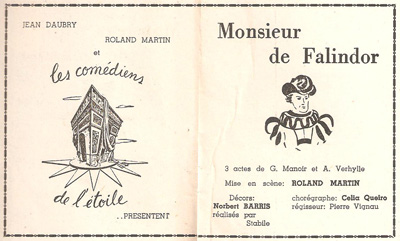 JEAN DAUBRY
ROLAND MARTIN
et
les comédiens
de l'étoile
..PRESENTENT
Monsieur
de Falindor
3 actes de G. Manoir et A. Verhylle
Mise en scène: ROLAND MARTIN
Décors:
Norbert BARRIS
réalisés par
Stabile
chorégraphe: Celia Queiro
régisseur: Pierre Vignau